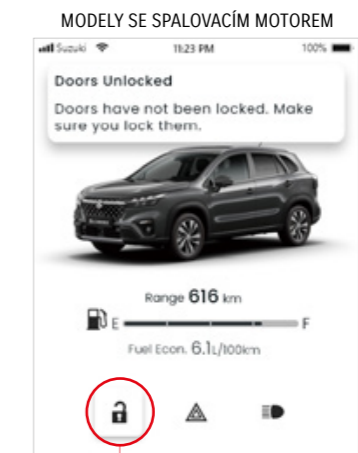 MODELY SE SPALOVACÍM MOTOREM
Suzuki 11:23 PM 100%
Doors Unlocked
Doors have not been locked. Make
sure you lock them.
Range 616 km
E F
Fuel Econ. 6.1L/100km